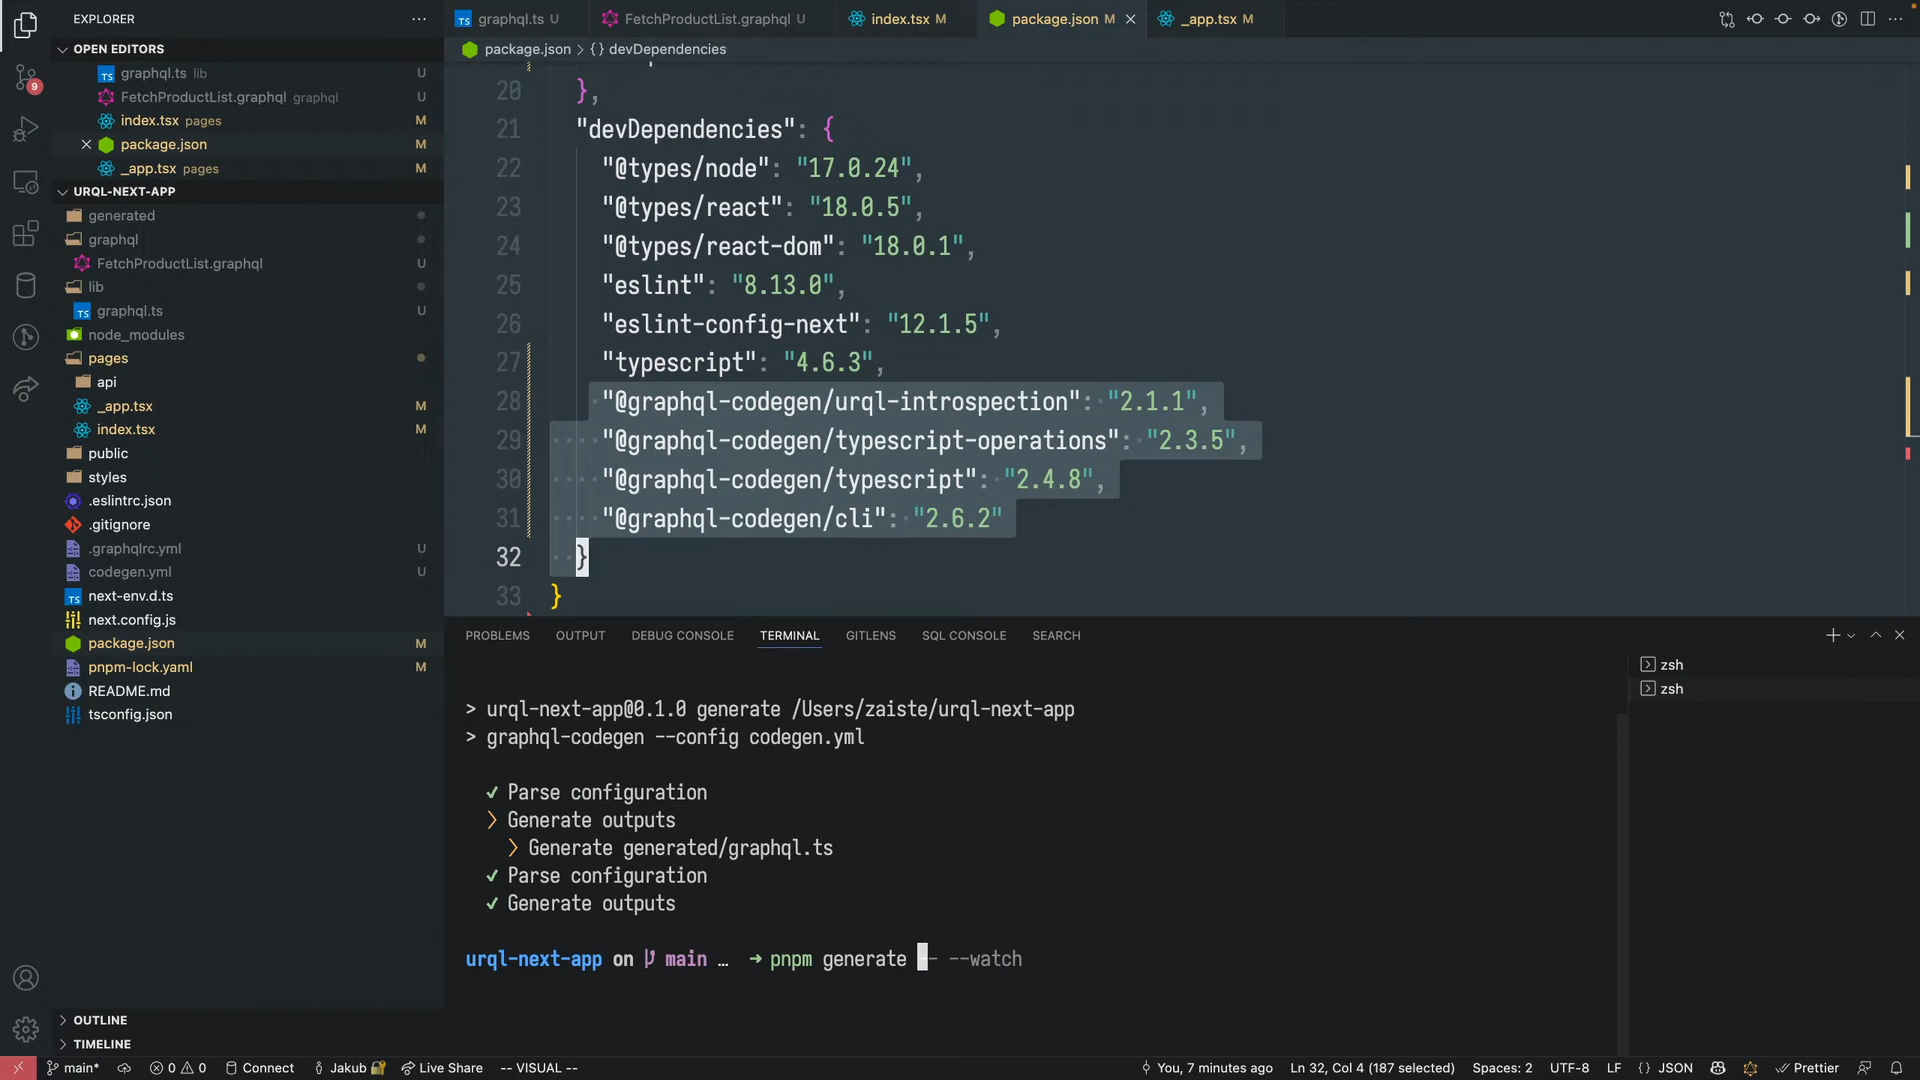 EXPLORER
OPEN EDITORS
graphql.ts lib U
FetchProductList.graphql graphql U
index.tsx pages M
package.json M
_app.tsx pages M
URQL-NEXT-APP
generated
graphql
FetchProductList.graphql U
lib
graphql.ts U
node_modules
pages
api
_app.tsx M
index.tsx M
public
styles
.eslintrc.json
.gitignore
.graphqlrc.yml U
codegen.yml U
next-env.d.ts
next.config.js
package.json M
pnpm-lock.yaml M
README.md
tsconfig.json
OUTLINE
TIMELINE
9
graphql.ts U FetchProductList.graphql U index.tsx M package.json M _app.tsx M
package.json > {} devDependencies
20 },
21 "devDependencies": {
22 "@types/node": "17.0.24",
23 "@types/react": "18.0.5",
24 "@types/react-dom": "18.0.1",
25 "eslint": "8.13.0",
26 "eslint-config-next": "12.1.5",
27 "typescript": "4.6.3",
28 "@graphql-codegen/urql-introspection": "2.1.1",
29 "@graphql-codegen/typescript-operations": "2.3.5",
30 "@graphql-codegen/typescript": "2.4.8",
31 "@graphql-codegen/cli": "2.6.2"
32 }
33 }
PROBLEMS OUTPUT DEBUG CONSOLE TERMINAL GITLENS SQL CONSOLE SEARCH
zsh
zsh
> urql-next-app@0.1.0 generate /Users/zaiste/urql-next-app
> graphql-codegen --config codegen.yml
✓ Parse configuration
❯ Generate outputs
❯ Generate generated/graphql.ts
✓ Parse configuration
✓ Generate outputs
urql-next-app on main … → pnpm generate -- --watch
main* 0 0 Connect Jakub Live Share -- VISUAL -- You, 7 minutes ago Ln 32, Col 4 (187 selected) Spaces: 2 UTF-8 LF {} JSON Prettier